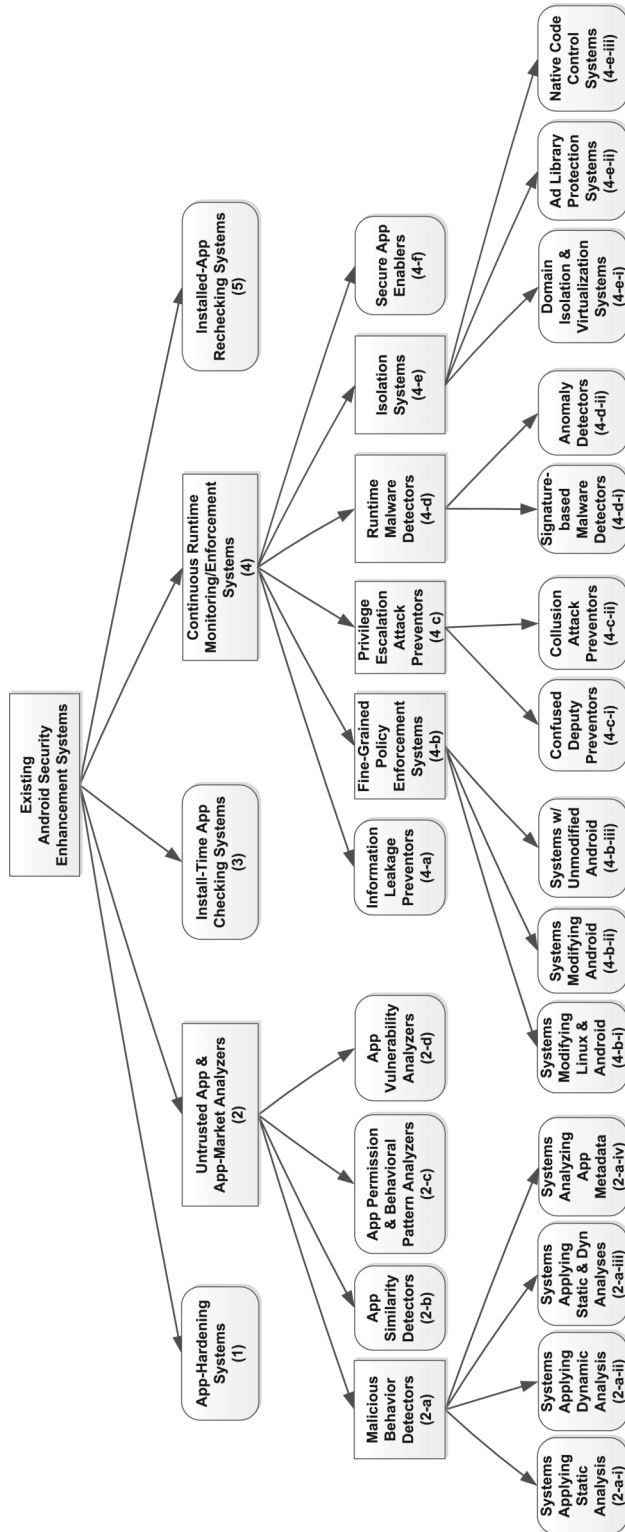 Existing
Android Security
Enhancement Systems
App-Hardening
Systems
(1)
Untrusted App &
App-Market Analyzers
(2)
Install-Time App
Checking Systems
(3)
Continuous Runtime
Monitoring/Enforcement
Systems
(4)
Installed-App
Rechecking Systems
(5)
Malicious
Behavior
Detectors
(2-a)
App
Similarity
Detectors
(2-b)
App Permission
& Behavioral
Pattern Analyzers
(2-c)
App
Vulnerability
Analyzers
(2-d)
Information
Leakage
Preventors
(4-a)
Fine-Grained
Policy
Enforcement
Systems
(4-b)
Privilege
Escalation
Attack
Preventors
(4 c)
Runtime
Malware
Detectors
(4-d)
Isolation
Systems
(4-e)
Secure App
Enablers
(4-f)
Systems
Applying
Static
Analysis
(2-a-i)
Systems
Applying
Dynamic
Analysis
(2-a-ii)
Systems
Applying
Static & Dyn
Analyses
(2-a-iii)
Systems
Analyzing
App
Metadata
(2-a-iv)
Systems
Modifying
Linux &
Android
(4-b-i)
Systems
Modifying
Android
(4-b-ii)
Systems w/
Unmodified
Android
(4-b-iii)
Confused
Deputy
Preventors
(4-c-i)
Collusion
Attack
Preventors
(4-c-ii)
Signature-
based
Malware
Detectors
(4-d-i)
Anomaly
Detectors
(4-d-ii)
Domain
Isolation &
Virtualization
Systems
(4-e-i)
Ad Library
Protection
Systems
(4-e-ii)
Native Code
Control
Systems
(4-e-iii)